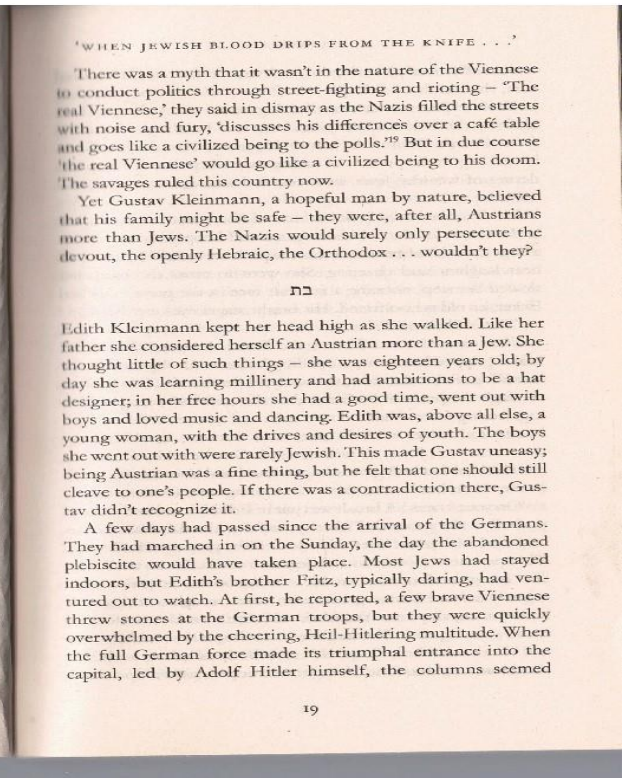 'WHEN JEWISH BLOOD DRIPS FROM THE KNIFE . . .'
There was a myth that it wasn't in the nature of the Viennese
to conduct politics through street-fighting and rioting – 'The
real Viennese,' they said in dismay as the Nazis filled the streets
with noise and fury, 'discusses his differences over a café table
and goes like a civilized being to the polls.'19 But in due course
'the real Viennese' would go like a civilized being to his doom.
The savages ruled this country now.
Yet Gustav Kleinmann, a hopeful man by nature, believed
that his family might be safe – they were, after all, Austrians
more than Jews. The Nazis would surely only persecute the
devout, the openly Hebraic, the Orthodox . . . wouldn't they?
בת
Edith Kleinmann kept her head high as she walked. Like her
father she considered herself an Austrian more than a Jew. She
thought little of such things – she was eighteen years old; by
day she was learning millinery and had ambitions to be a hat
designer; in her free hours she had a good time, went out with
boys and loved music and dancing. Edith was, above all else, a
young woman, with the drives and desires of youth. The boys
she went out with were rarely Jewish. This made Gustav uneasy;
being Austrian was a fine thing, but he felt that one should still
cleave to one's people. If there was a contradiction there, Gus-
tav didn't recognize it.
A few days had passed since the arrival of the Germans.
They had marched in on the Sunday, the day the abandoned
plebiscite would have taken place. Most Jews had stayed
indoors, but Edith's brother Fritz, typically daring, had ven-
tured out to watch. At first, he reported, a few brave Viennese
threw stones at the German troops, but they were quickly
overwhelmed by the cheering, Heil-Hitlering multitude. When
the full German force made its triumphal entrance into the
capital, led by Adolf Hitler himself, the columns seemed
19